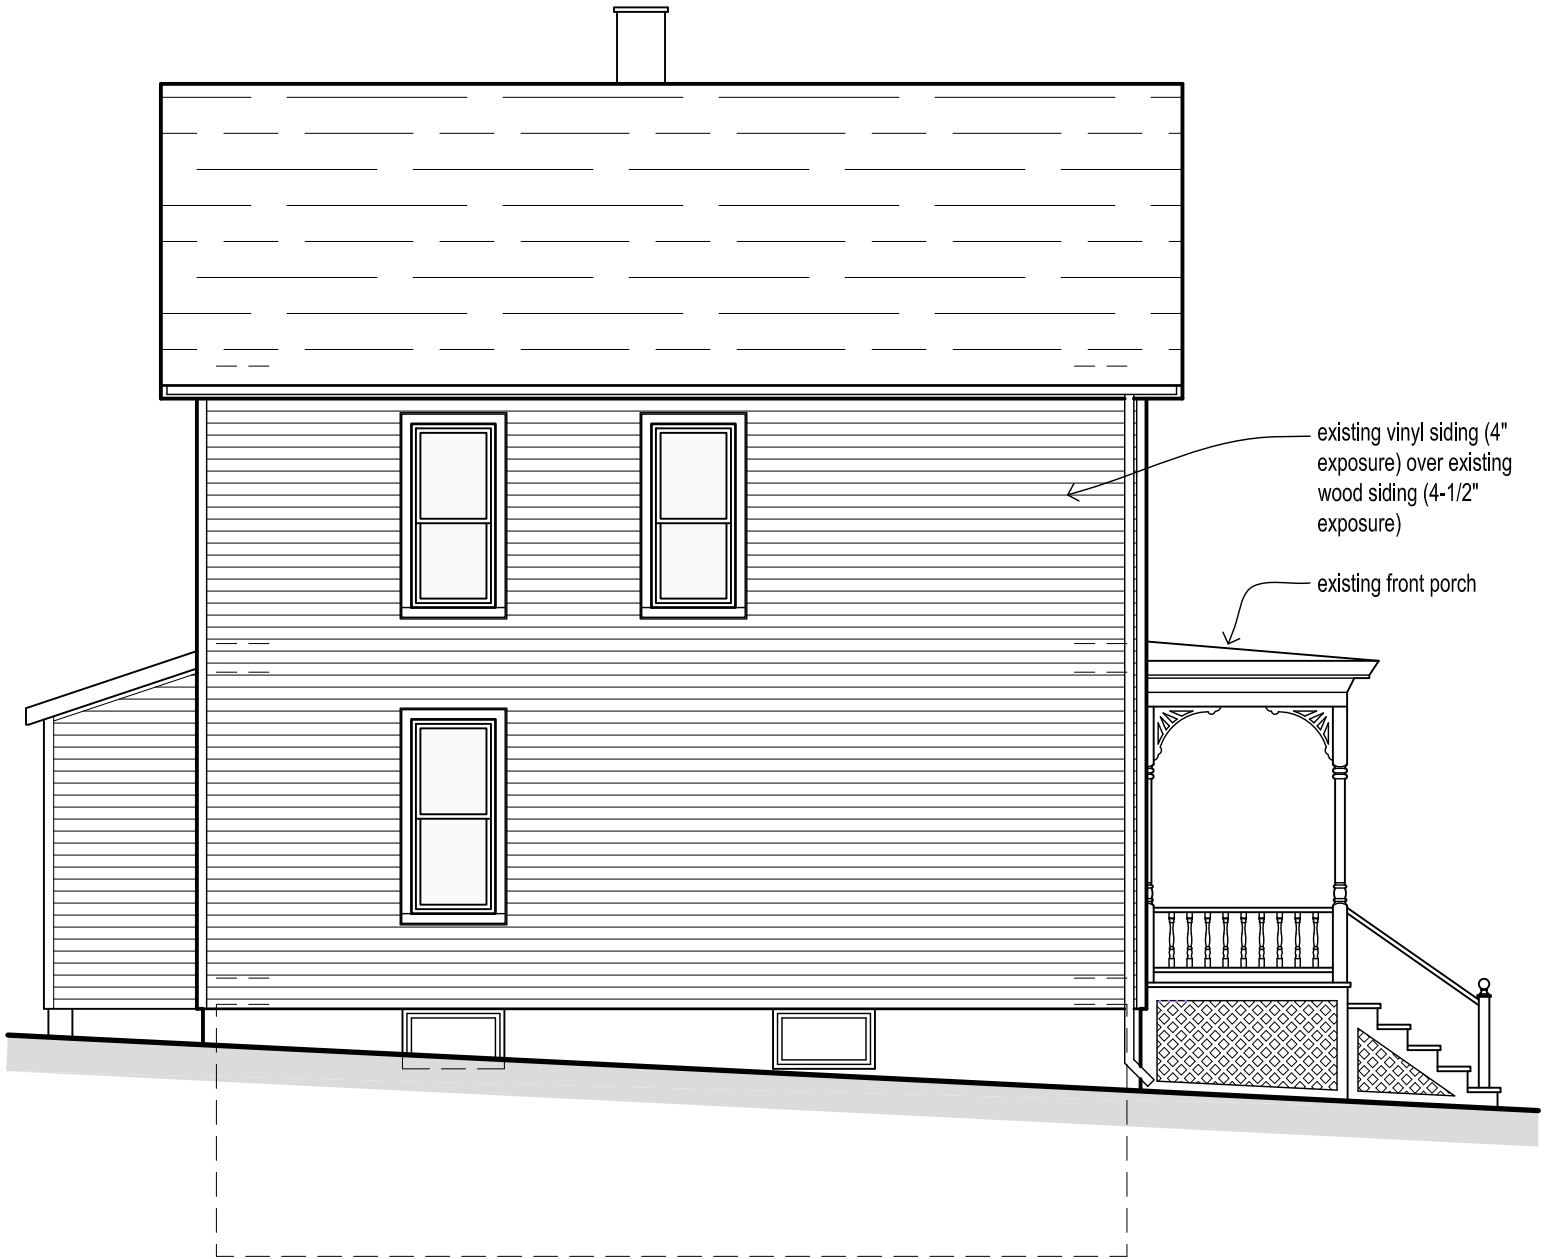 existing vinyl siding (4"
exposure) over existing
wood siding (4-1/2"
exposure)
existing front porch